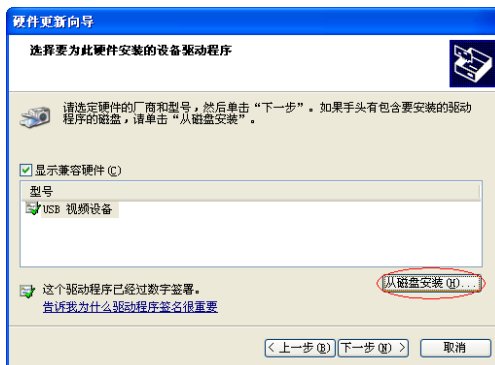 硬件更新向导
选择要为此硬件安装的设备驱动程序
请选定硬件的厂商和型号，然后单击“下一步”。如果手头有包含要安装的驱动
程序的磁盘，请单击“从磁盘安装”。
显示兼容硬件(C)
型号
USB 视频设备
这个驱动程序已经过数字签署。
从磁盘安装(H)...
告诉我为什么驱动程序签名很重要
< 上一步(B) 下一步(N) > 取消